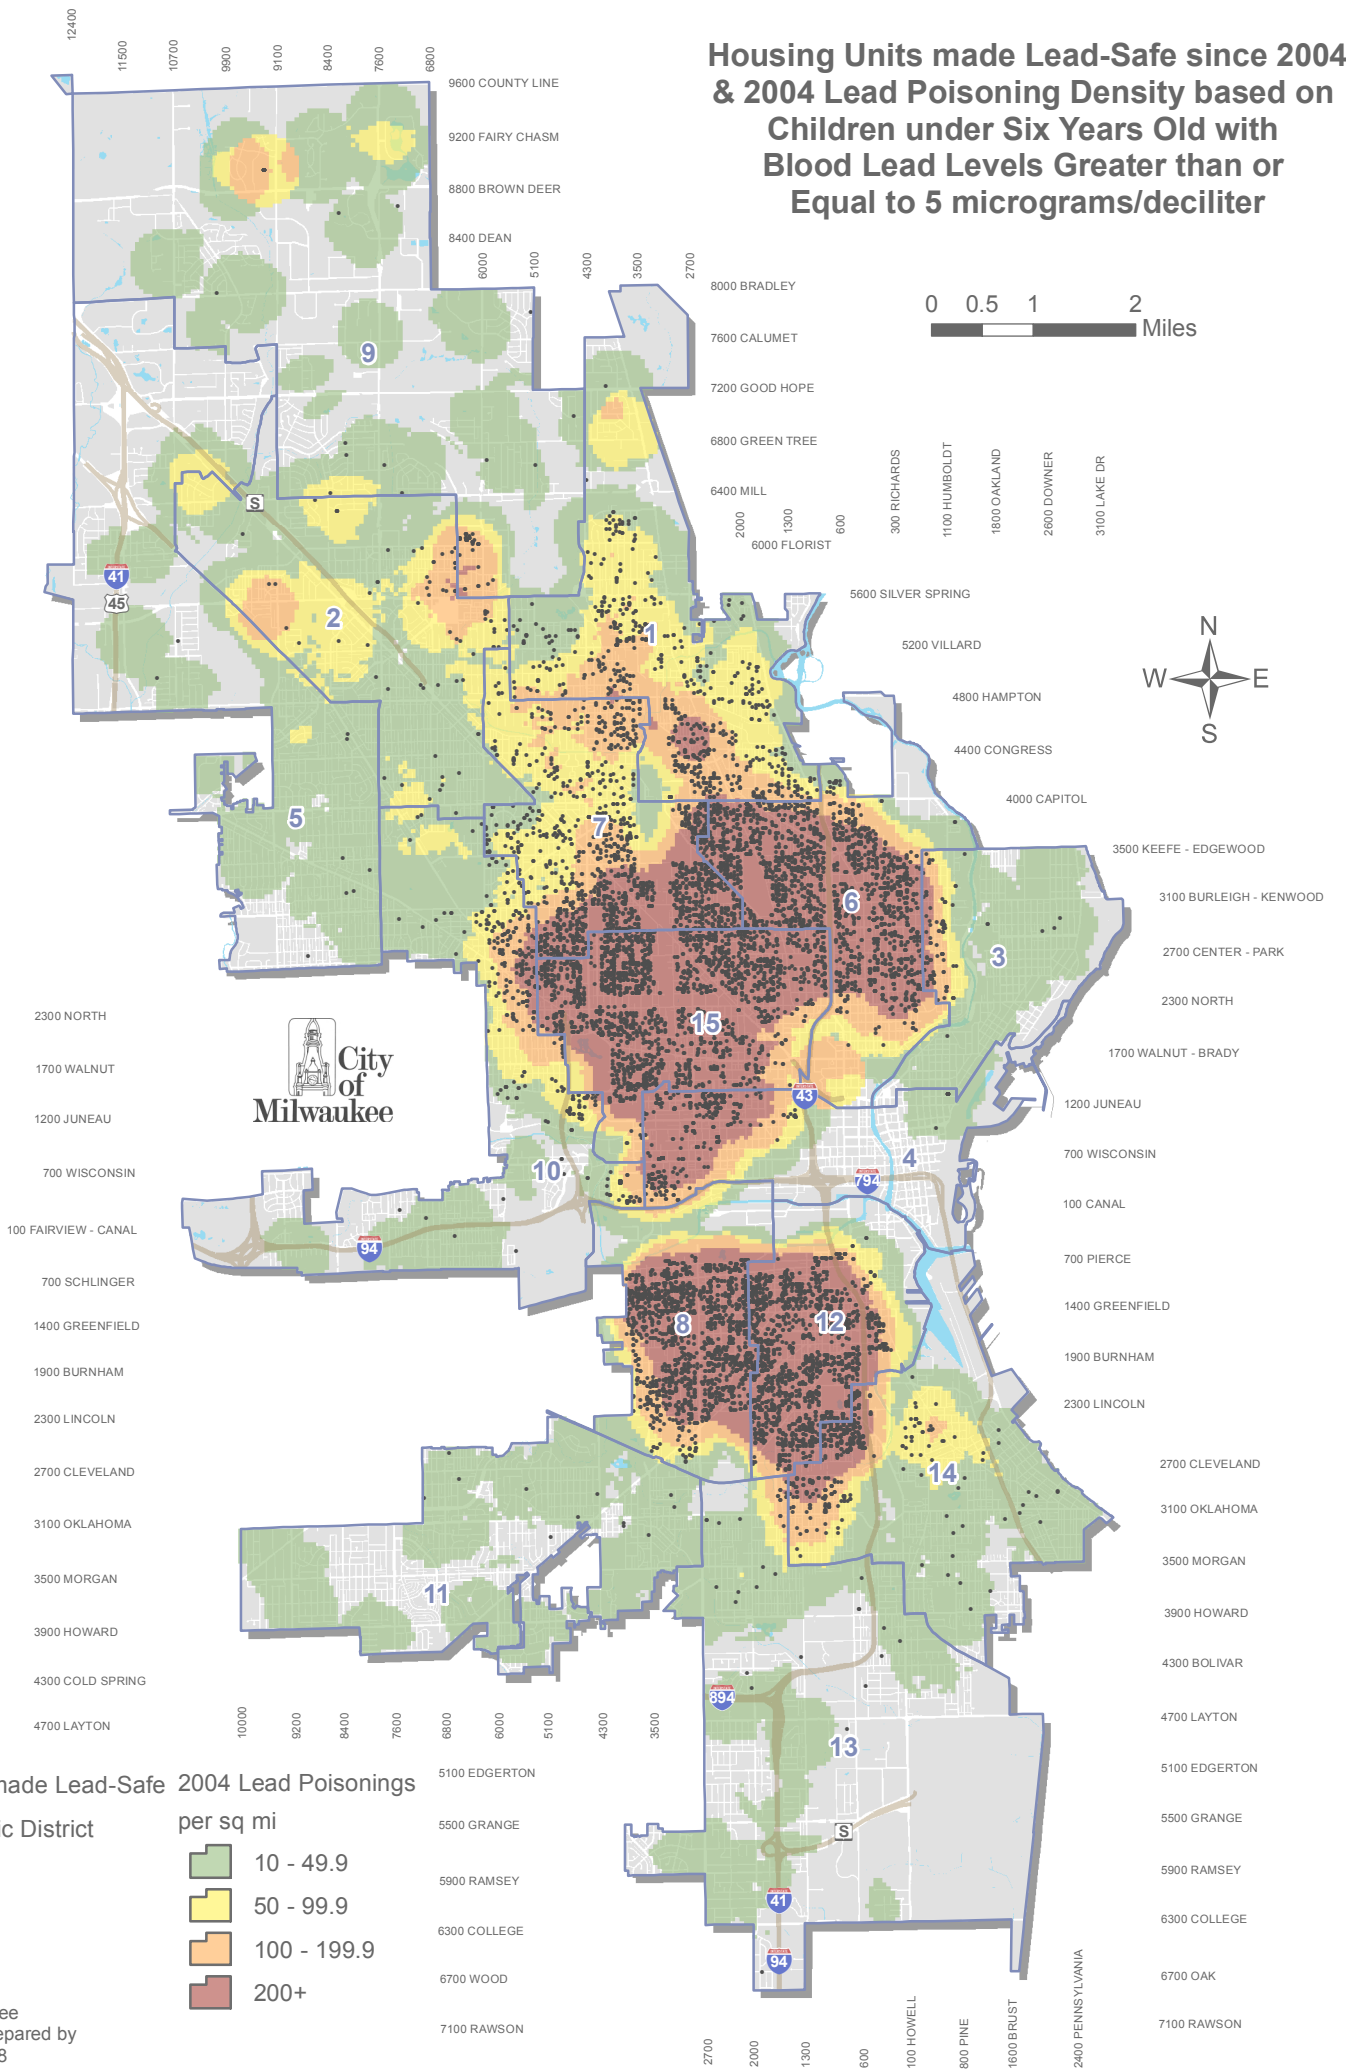 Housing Units made Lead-Safe since 2004
& 2004 Lead Poisoning Density based on
Children under Six Years Old with
Blood Lead Levels Greater than or
Equal to 5 micrograms/deciliter
12400
11500
10700
9900
9100
8400
7600
6800
9600 COUNTY LINE
9200 FAIRY CHASM
8800 BROWN DEER
8400 DEAN
6000
5100
4300
3500
2700
8000 BRADLEY
7600 CALUMET
7200 GOOD HOPE
6800 GREEN TREE
6400 MILL
0 0.5 1 2
Miles
2000
1300
600
300 RICHARDS
1100 HUMBOLDT
1800 OAKLAND
2600 DOWNER
3100 LAKE DR
6000 FLORIST
5600 SILVER SPRING
5200 VILLARD
4800 HAMPTON
4400 CONGRESS
4000 CAPITOL
3500 KEEFE - EDGEWOOD
3100 BURLEIGH - KENWOOD
2700 CENTER - PARK
2300 NORTH
1700 WALNUT - BRADY
1200 JUNEAU
700 WISCONSIN
100 CANAL
700 PIERCE
1400 GREENFIELD
1900 BURNHAM
2300 LINCOLN
2700 CLEVELAND
3100 OKLAHOMA
3500 MORGAN
3900 HOWARD
4300 BOLIVAR
4700 LAYTON
5100 EDGERTON
5500 GRANGE
5900 RAMSEY
6300 COLLEGE
6700 OAK
7100 RAWSON
N
W E
S
9
S
41
45
2
1
5
7
6
3
15
43
4
10
794
94
8
12
14
11
894
13
S
41
94
City
of
Milwaukee
2300 NORTH
1700 WALNUT
1200 JUNEAU
700 WISCONSIN
100 FAIRVIEW - CANAL
700 SCHLINGER
1400 GREENFIELD
1900 BURNHAM
2300 LINCOLN
2700 CLEVELAND
3100 OKLAHOMA
3500 MORGAN
3900 HOWARD
4300 COLD SPRING
4700 LAYTON
10000
9200
8400
7600
6800
6000
5100
4300
3500
5100 EDGERTON
5500 GRANGE
5900 RAMSEY
6300 COLLEGE
6700 WOOD
7100 RAWSON
made Lead-Safe
ic District
2004 Lead Poisonings
per sq mi
10 - 49.9
50 - 99.9
100 - 199.9
200+
ee
epared by
8
2700
2000
1300
600
100 HOWELL
800 PINE
1600 BRUST
2400 PENNSYLVANIA